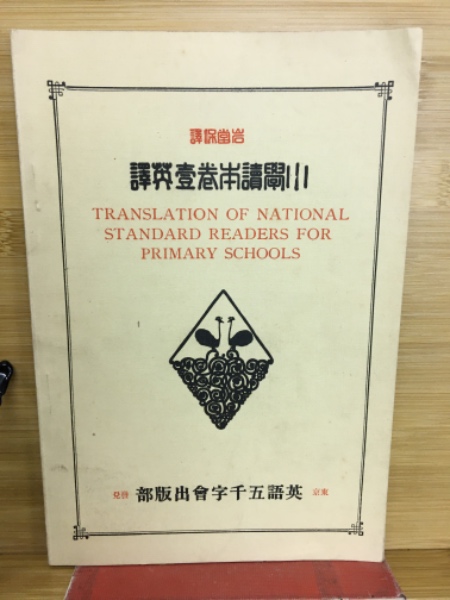 岩堂保譯
小學讀本卷壹英譯
TRANSLATION OF NATIONAL
STANDARD READERS FOR
PRIMARY SCHOOLS
東京 英語五千字會出版部 發兌